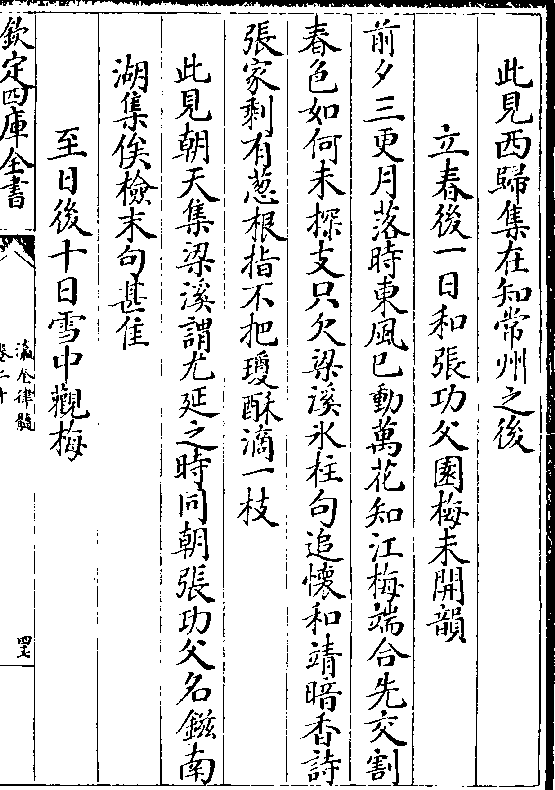 此見西歸集在知常州之後
立春後一日和張功父園梅未開韻
前夕三更月落時東風已動萬花知江梅端合先交割
春色如何未探支只欠梁溪氷柱句追懷和靖暗香詩
張家剩有葱根指不把瓊酥滴一枝
此見朝天集梁溪謂尤延之時同朝張功父名鎡南
湖集俟檢末句甚佳
至日後十日雪中觀梅
欽定四庫全書
瀛奎律髓
卷二十
四七